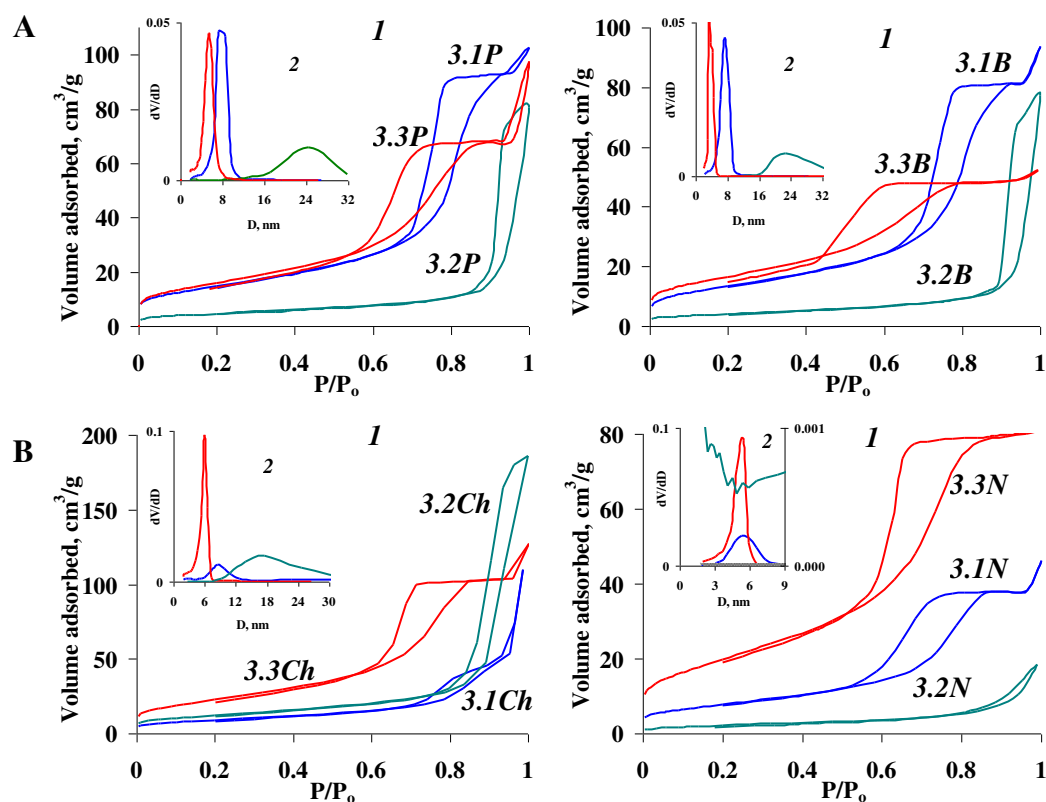 A
Volume adsorbed, cm³/g
100
80
60
40
20
0
0 0.2 0.4 0.6 0.8 1
P/Pₒ
1
3.1P
3.3P
3.2P
dV/dD
0.05
0
0 8 16 24 32
D, nm
2
Volume adsorbed, cm³/g
100
80
60
40
20
0
0 0.2 0.4 0.6 0.8 1
P/Pₒ
1
3.1B
3.3B
3.2B
dV/dD
0.05
0
0 8 16 24 32
D, nm
2
B
Volume adsorbed, cm³/g
200
150
100
50
0
0 0.2 0.4 0.6 0.8 1
P/Pₒ
1
3.2Ch
3.3Ch
3.1Ch
dV/dD
0.1
0
0 6 12 18 24 30
D, nm
2
Volume adsorbed, cm³/g
80
60
40
20
0
0 0.2 0.4 0.6 0.8 1
P/Pₒ
1
3.3N
3.1N
3.2N
dV/dD
0.1
0
0.001
0.000
0 3 6 9
D, nm
2